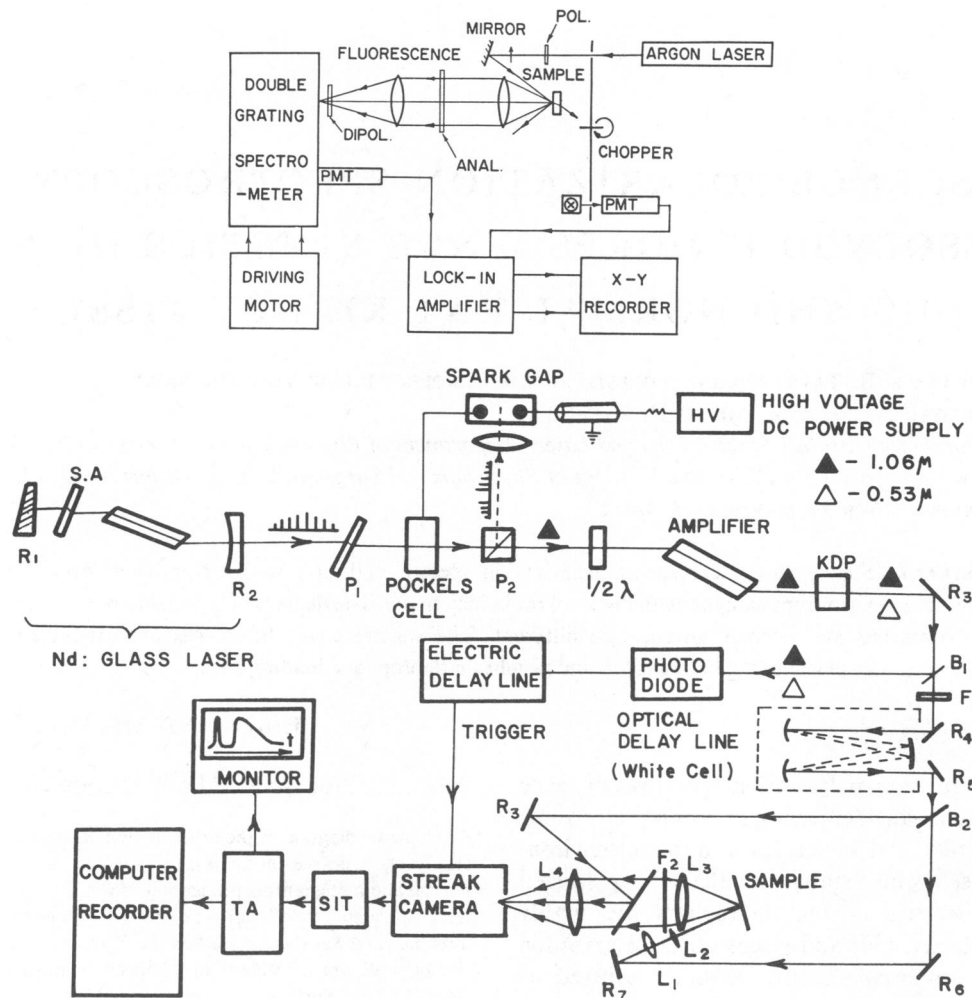 POL.
MIRROR
ARGON LASER
FLUORESCENCE
SAMPLE
DOUBLE
GRATING
SPECTRO
-METER
DIPOL.
ANAL.
CHOPPER
PMT
PMT
DRIVING
MOTOR
LOCK-IN
AMPLIFIER
X-Y
RECORDER
SPARK GAP
HV
HIGH VOLTAGE
DC POWER SUPPLY
▲ - 1.06μ
△ - 0.53μ
S.A
R1
R2
P1
POCKELS
CELL
P2
1/2 λ
AMPLIFIER
KDP
R3
Nd: GLASS LASER
ELECTRIC
DELAY LINE
PHOTO
DIODE
B1
F
TRIGGER
OPTICAL
DELAY LINE
(White Cell)
R4
R5
t
MONITOR
R3
B2
COMPUTER
RECORDER
TA
SIT
STREAK
CAMERA
L4
F2
L3
SAMPLE
L2
L1
R7
R6